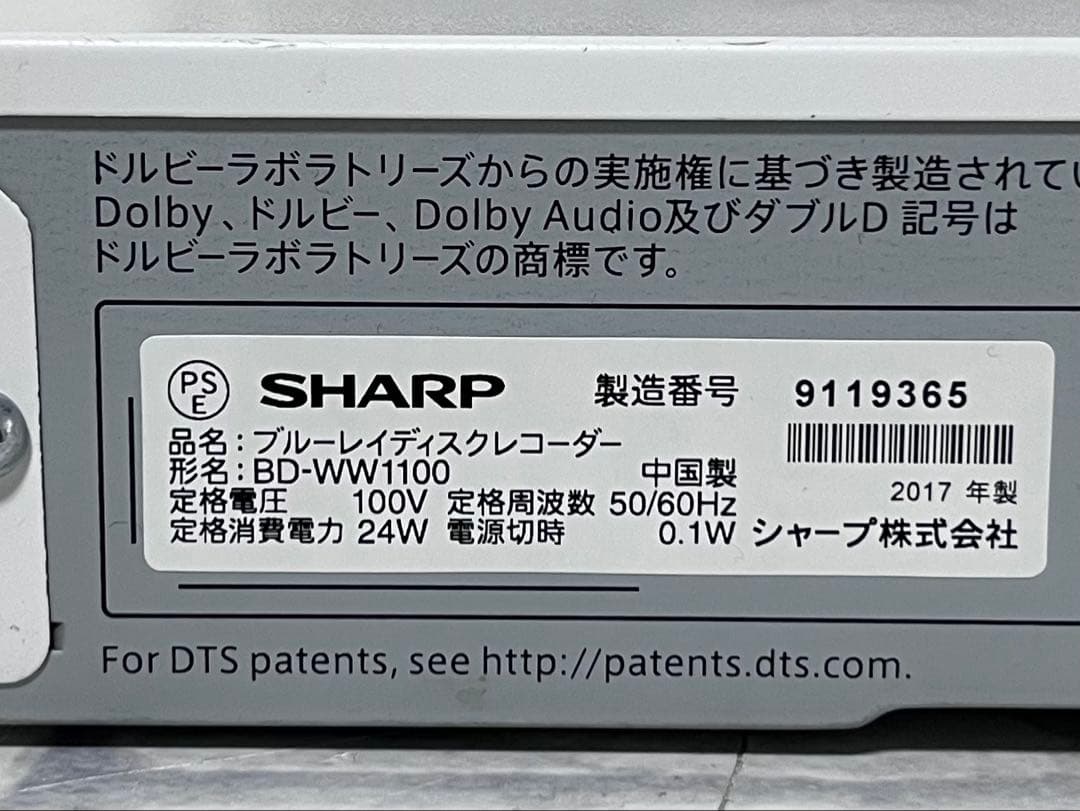 ドルビーラボラトリーズからの実施権に基づき製造されてい
Dolby、ドルビー、Dolby Audio及びダブルD 記号は
ドルビーラボラトリーズの商標です。
PSE SHARP 製造番号 9119365
品名:ブルーレイディスクレコーダー
形名:BD-WW1100 中国製
2017 年製
定格電圧 100V 定格周波数 50/60Hz
定格消費電力 24W 電源切時 0.1W シャープ株式会社
For DTS patents, see http://patents.dts.com.